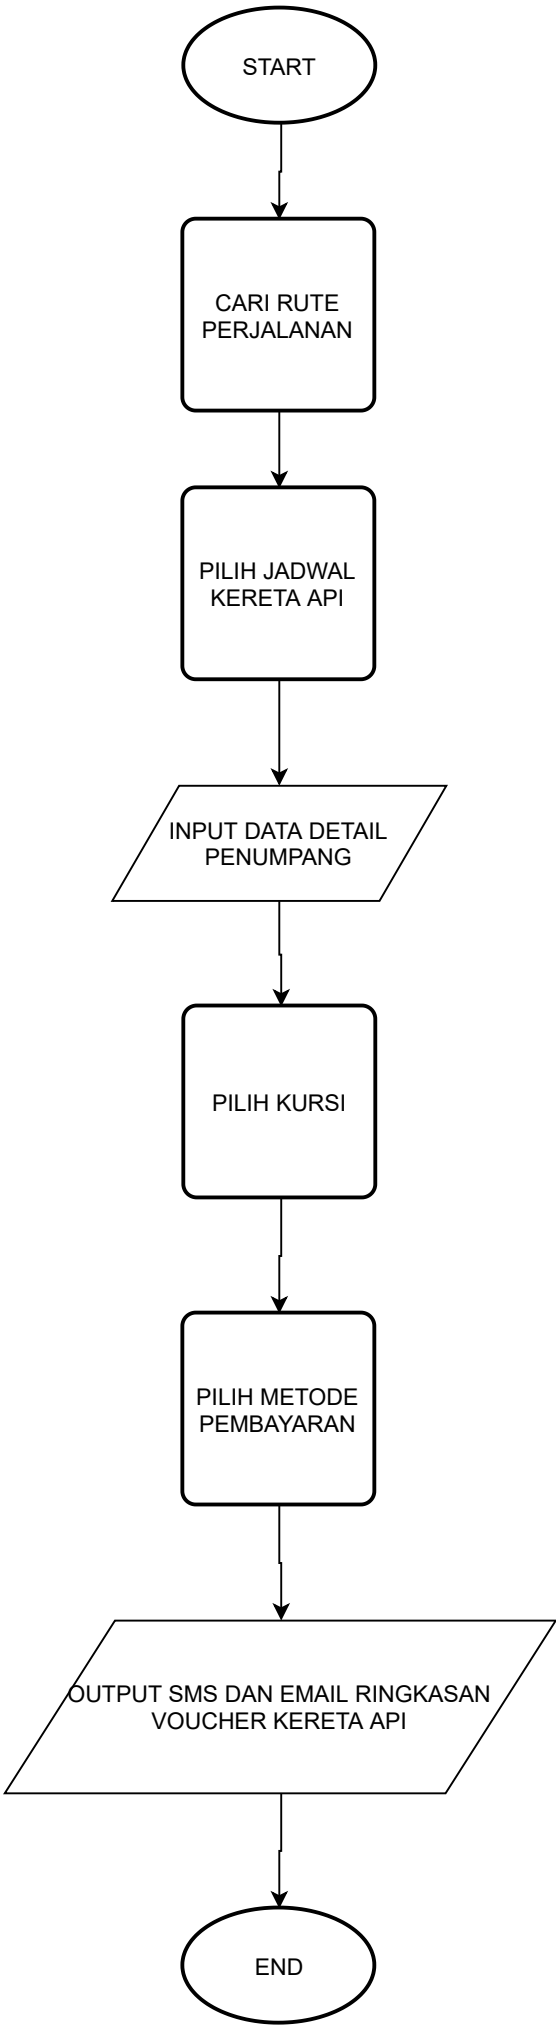 START
CARI RUTE
PERJALANAN
PILIH JADWAL
KERETA API
INPUT DATA DETAIL
PENUMPANG
PILIH KURSI
PILIH METODE
PEMBAYARAN
OUTPUT SMS DAN EMAIL RINGKASAN
VOUCHER KERETA API
END